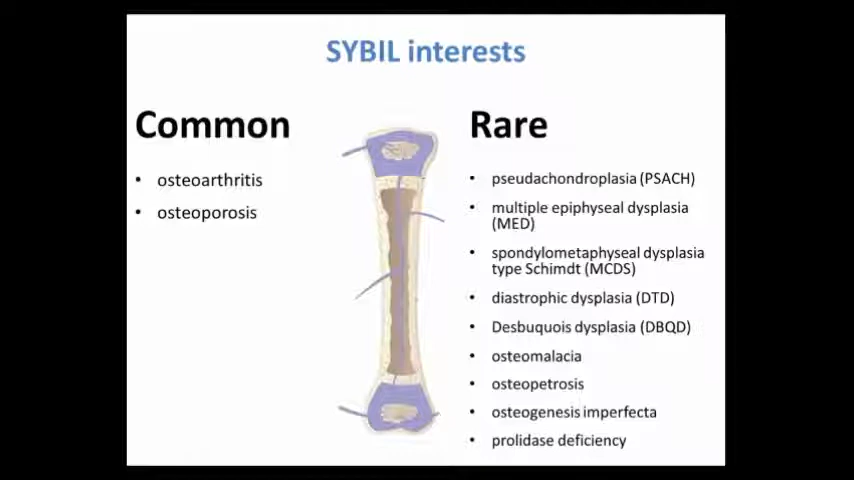 SYBIL interests
Common
• osteoarthritis
• osteoporosis
Rare
• pseudachondroplasia (PSACH)
• multiple epiphyseal dysplasia
(MED)
• spondylometaphyseal dysplasia
type Schimdt (MCDS)
• diastrophic dysplasia (DTD)
• Desbuquois dysplasia (DBQD)
• osteomalacia
• osteopetrosis
• osteogenesis imperfecta
• prolidase deficiency